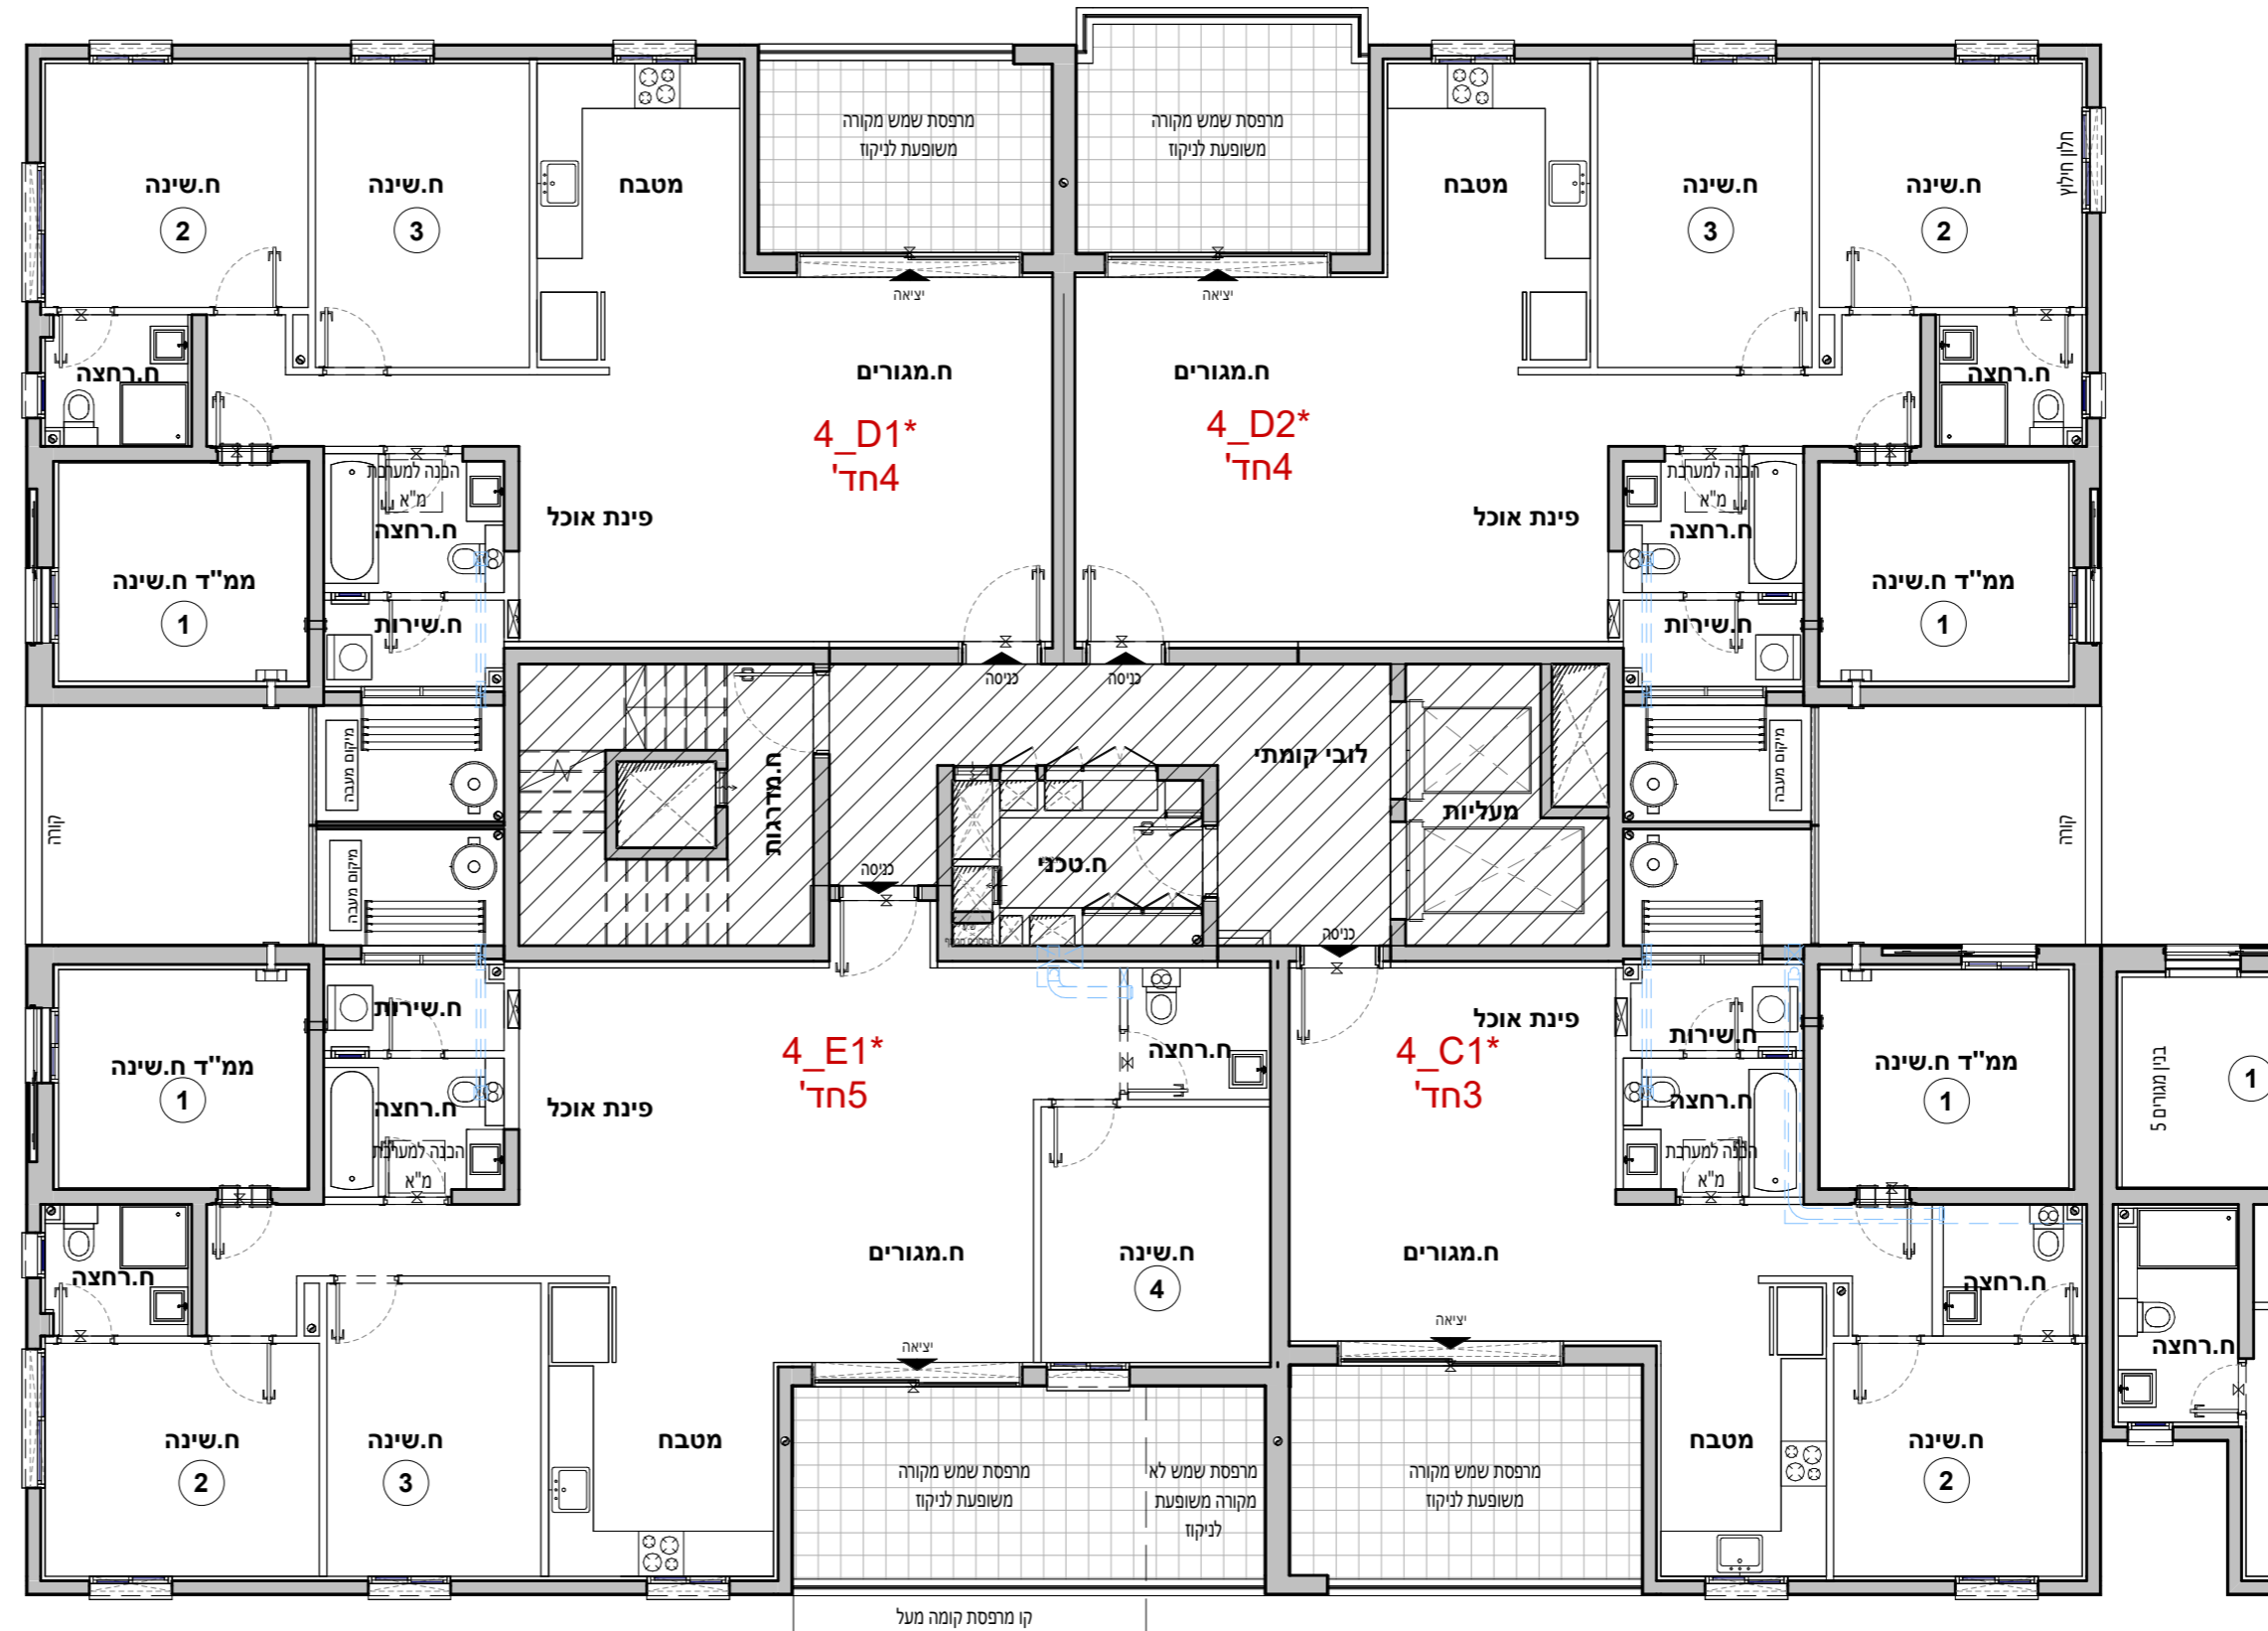 מרפסת שמש מקורה
משופעת לניקוז
מרפסת שמש מקורה
משופעת לניקוז
ח.שינה
2
ח.שינה
3
מטבח
מטבח
ח.שינה
3
ח.שינה
2
חלון חילוץ
יציאה
יציאה
ח.רחצה
ח.מגורים
ח.מגורים
ח.רחצה
4_D1*
4חד'
4_D2*
4חד'
הכנה למערכת
מ"א
ח.רחצה
פינת אוכל
פינת אוכל
הכנה למערכת
מ"א
ח.רחצה
ממ"ד ח.שינה
1
ח.שירות
ח.שירות
ממ"ד ח.שינה
1
כניסה
כניסה
מיקום מעבה
ח.מדרגות
לובי קומתי
מעליות
מיקום מעבה
קורה
קורה
מיקום מעבה
כניסה
ח.טכני
כניסה
ח.שירות
פינת אוכל
ח.שירות
ממ"ד ח.שינה
1
4_E1*
5חד'
ח.רחצה
4_C1*
3חד'
ממ"ד ח.שינה
1
בנין מגורים 5
1
ח.רחצה
הכנה למערכת
מ"א
פינת אוכל
ח.רחצה
הכנה למערכת
מ"א
ח.רחצה
ח.מגורים
ח.שינה
4
ח.מגורים
ח.רחצה
ח.רחצה
יציאה
יציאה
ח.שינה
2
ח.שינה
3
מטבח
מרפסת שמש מקורה
משופעת לניקוז
מרפסת שמש לא
מקורה משופעת
לניקוז
מרפסת שמש מקורה
משופעת לניקוז
מטבח
ח.שינה
2
קו מרפסת קומה מעל